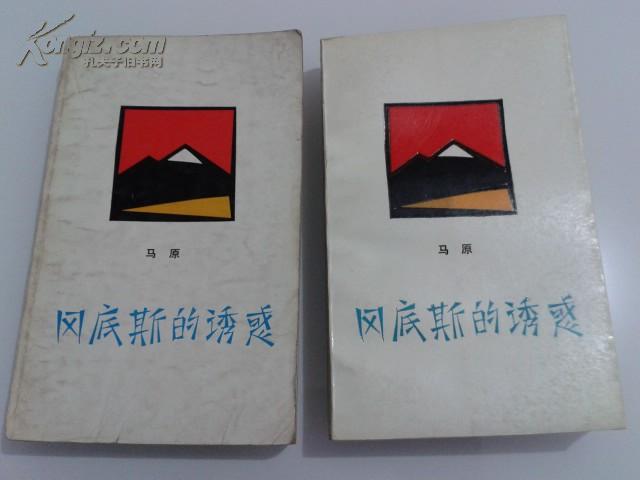 Kongfz.com
孔夫子旧书网
马原
冈底斯的诱惑
马原
冈底斯的诱惑